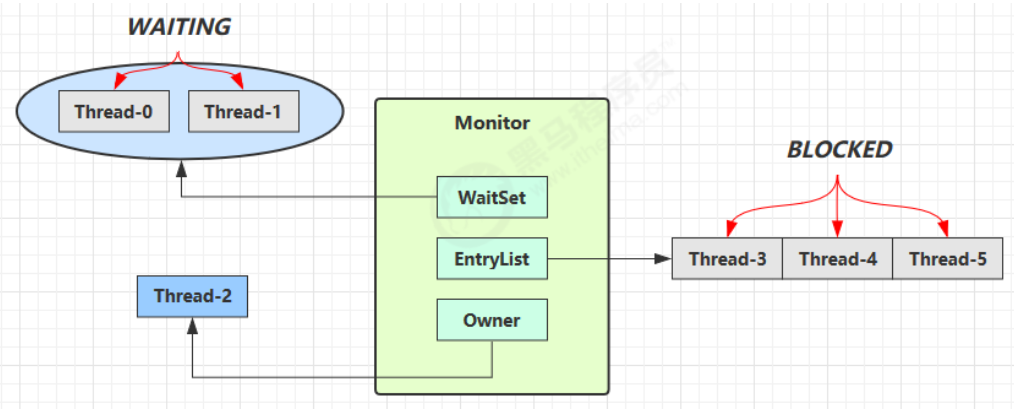 WAITING
Thread-0
Thread-1
Monitor
黑马程序员
www.itheima.com
BLOCKED
WaitSet
EntryList
Thread-3
Thread-4
Thread-5
Thread-2
Owner